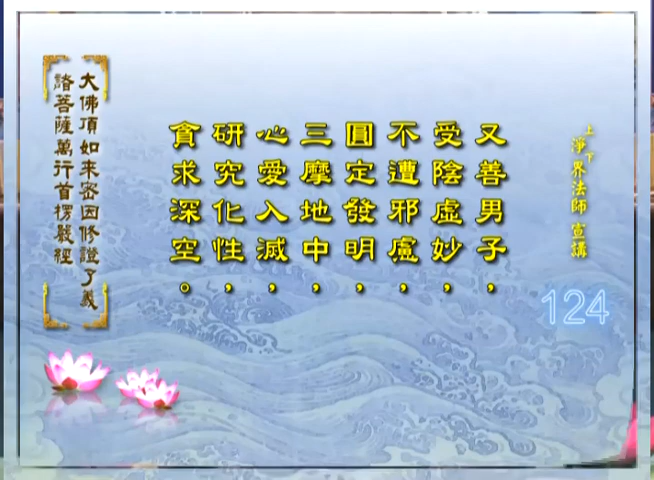 又善男子，
受陰虛妙，
不遭邪慮，
圓定發明，
三摩地中，
心愛入滅，
研究化性，
貪求深空。
上淨下界法師 宣講
124
大佛頂如來密因修證了義
諸菩薩萬行首楞嚴經